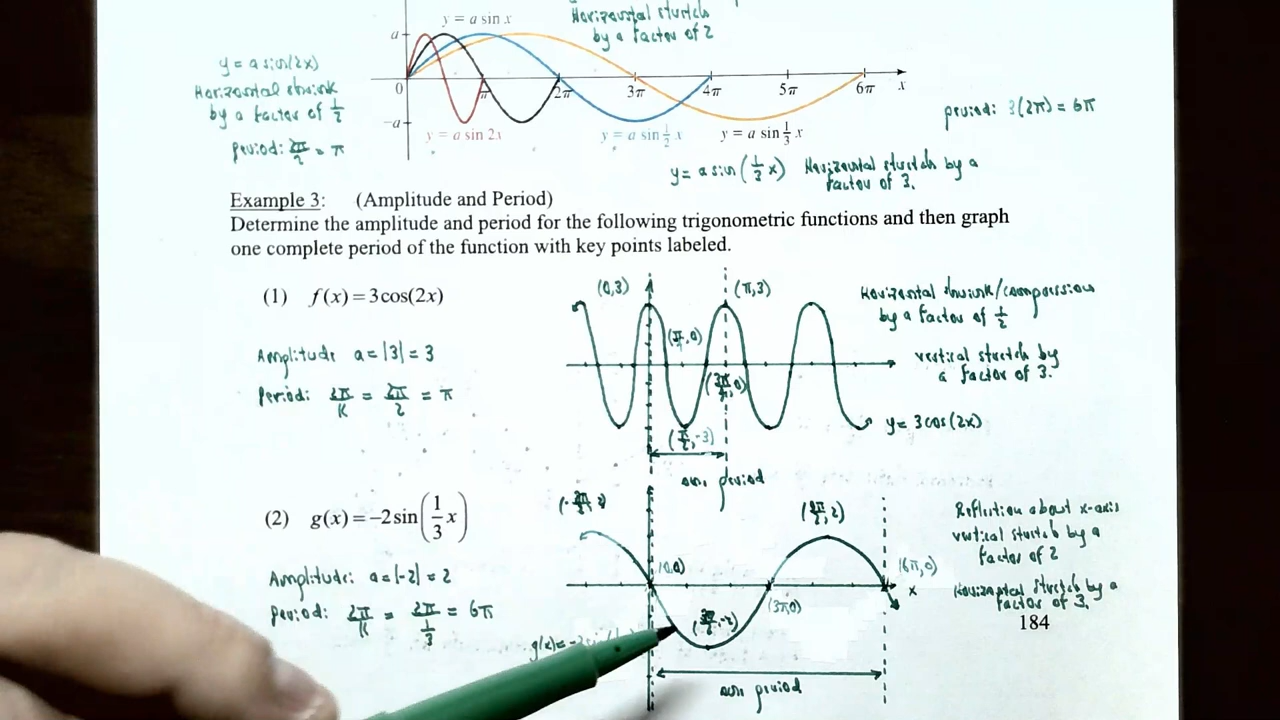 y = a sin x
Horizontal stretch
by a factor of 2
a
y = a sin(2x)
Horizontal shrink
by a factor of 1/2
period: 2π/2 = π
0
π
2π
3π
4π
5π
6π
x
−a
y = a sin 2x
y = a sin 1/2 x
y = a sin 1/3 x
period: 3(2π) = 6π
Horizontal stretch by a
factor of 3.
Example 3: (Amplitude and Period)
Determine the amplitude and period for the following trigonometric functions and then graph
one complete period of the function with key points labeled.
(1) f(x) = 3cos(2x)
Amplitude a = |3| = 3
Period: 2π/K = 2π/2 = π
(0,3)
(π,3)
(π/2, -3)
one period
Horizontal shrink/compression
by a factor of 1/2
vertical stretch by
a factor of 3.
y = 3cos(2x)
(2) g(x) = −2sin(1/3 x)
Amplitude: a = |-2| = 2
Period: 2π/K = 2π/(1/3) = 6π
(0,0)
(3π,0)
(6π,0)
x
one period
Reflection about x-axis
vertical stretch by a
factor of 2
Horizontal stretch by a
factor of 3.
184